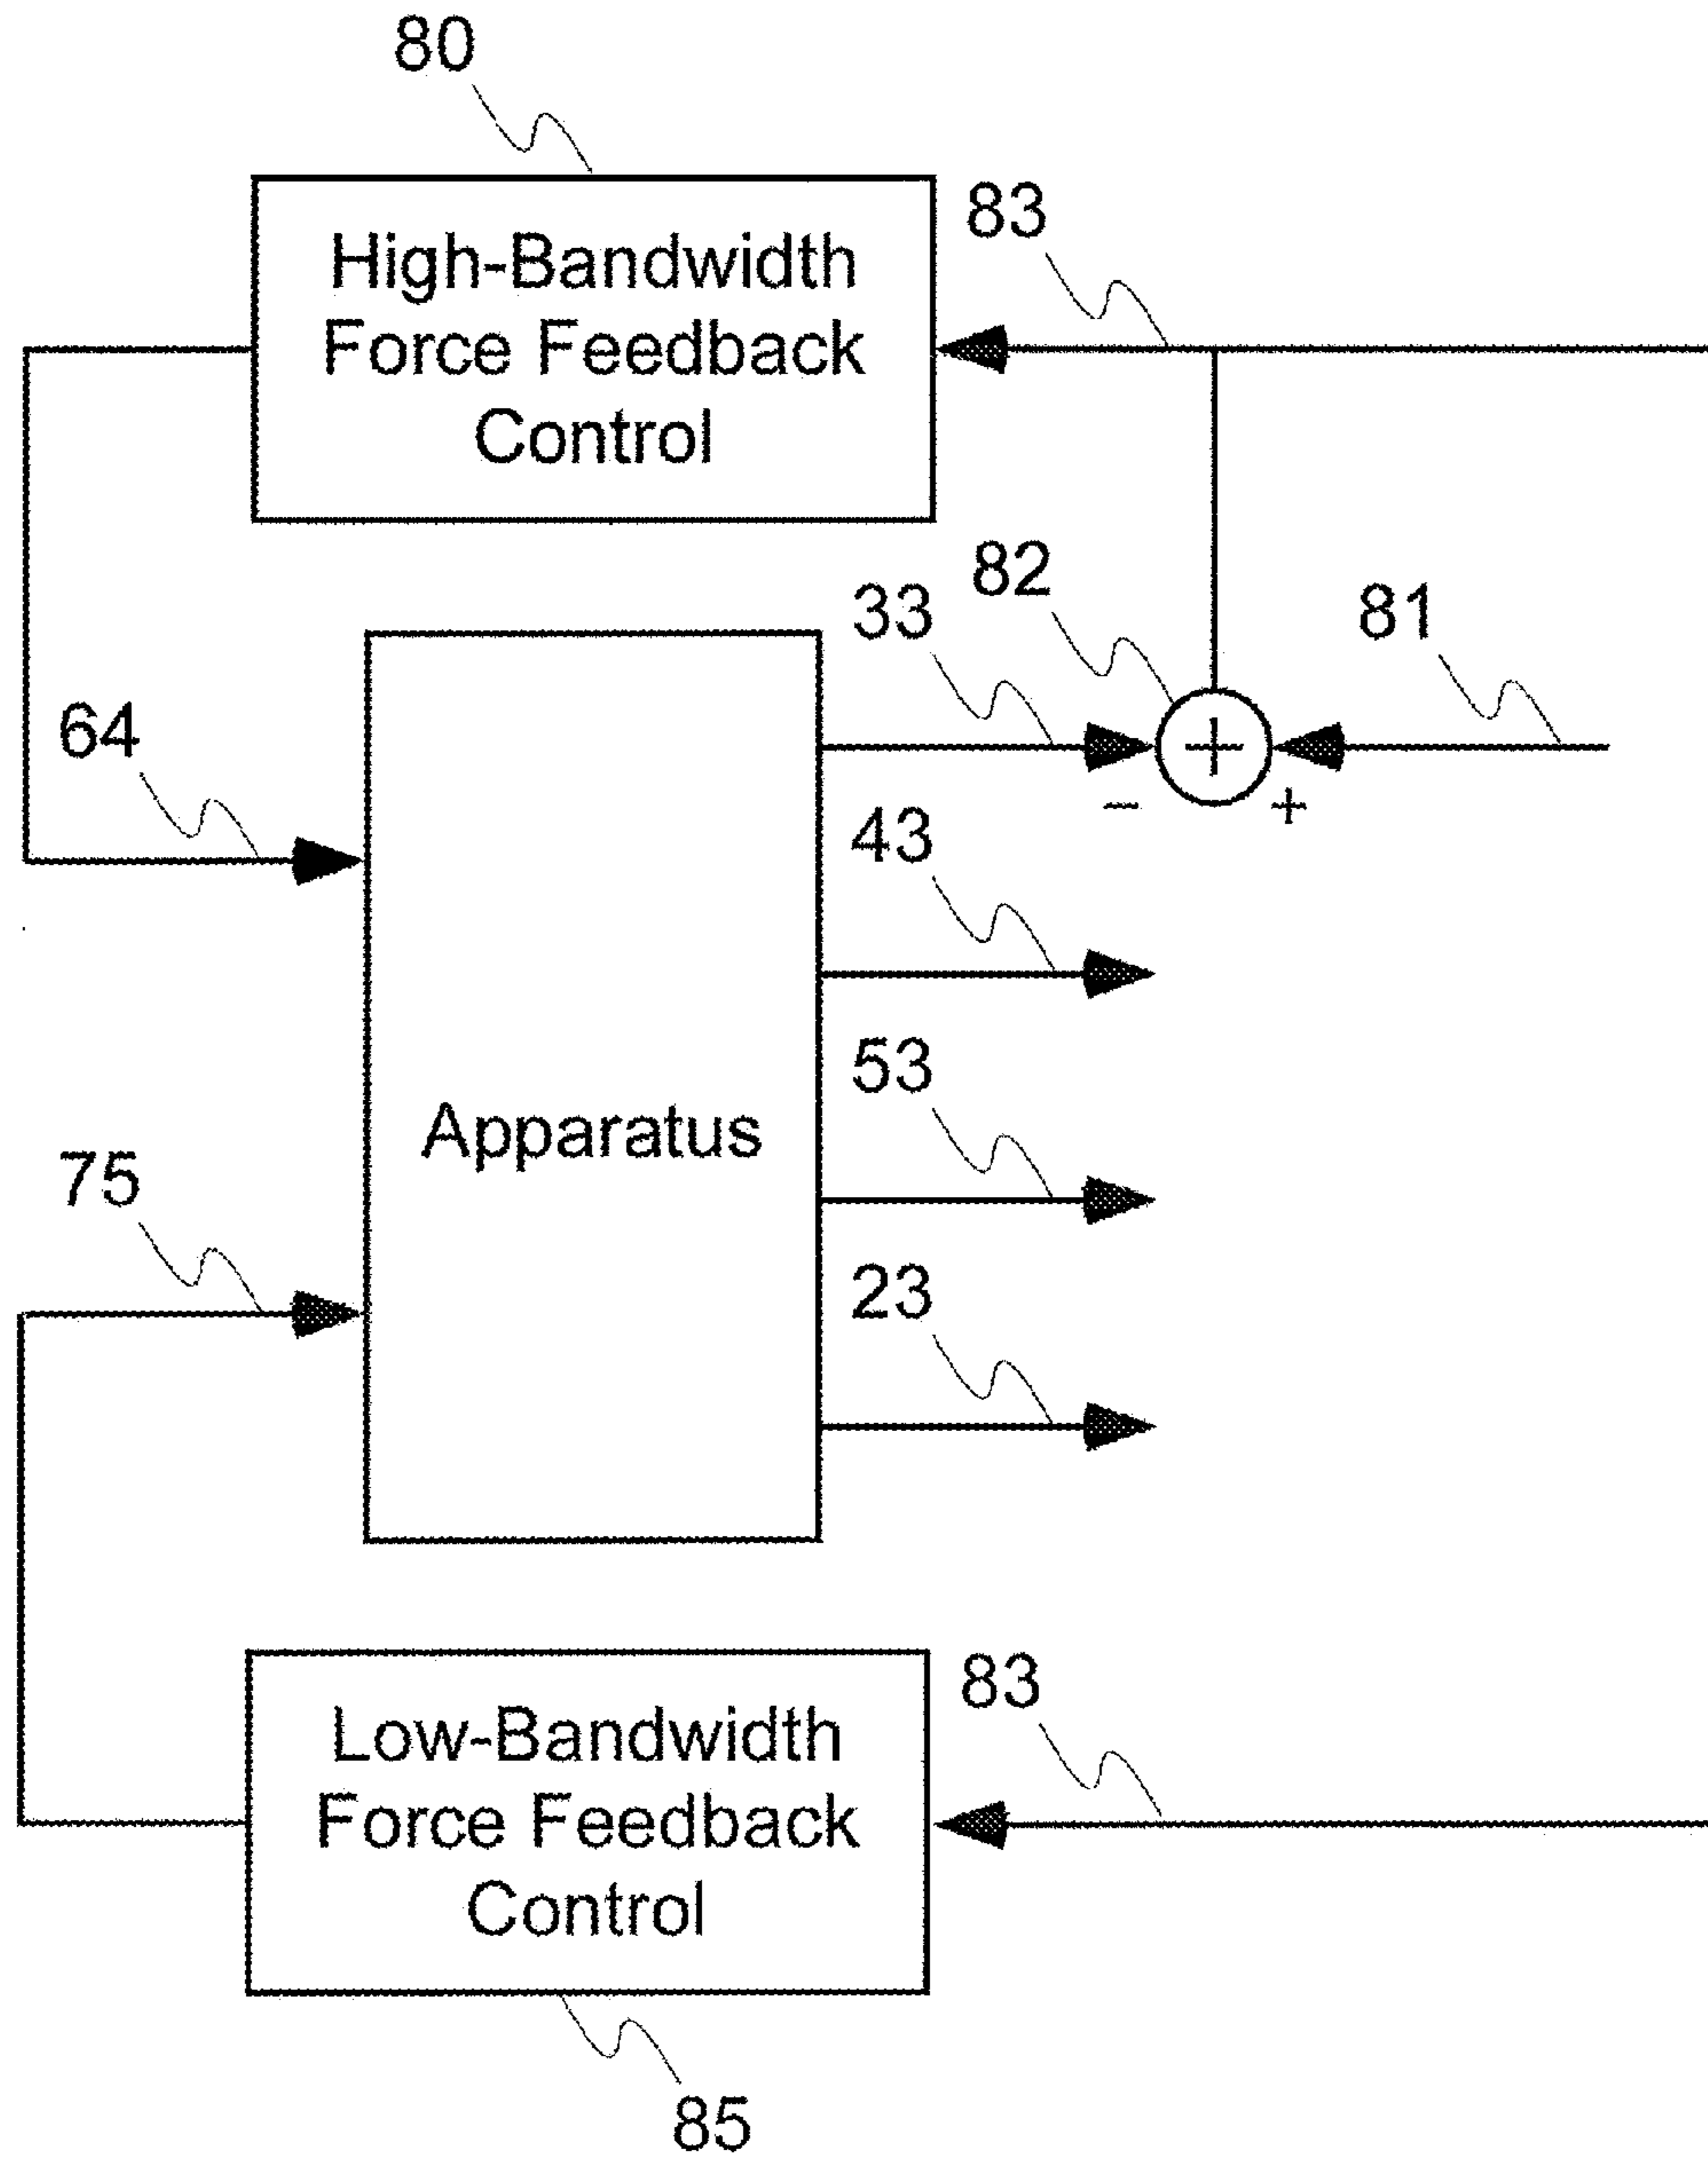 80
High-Bandwidth
Force Feedback
Control
83
82
33
81
64
+
−
+
43
53
Apparatus
75
23
Low-Bandwidth
Force Feedback
Control
83
85